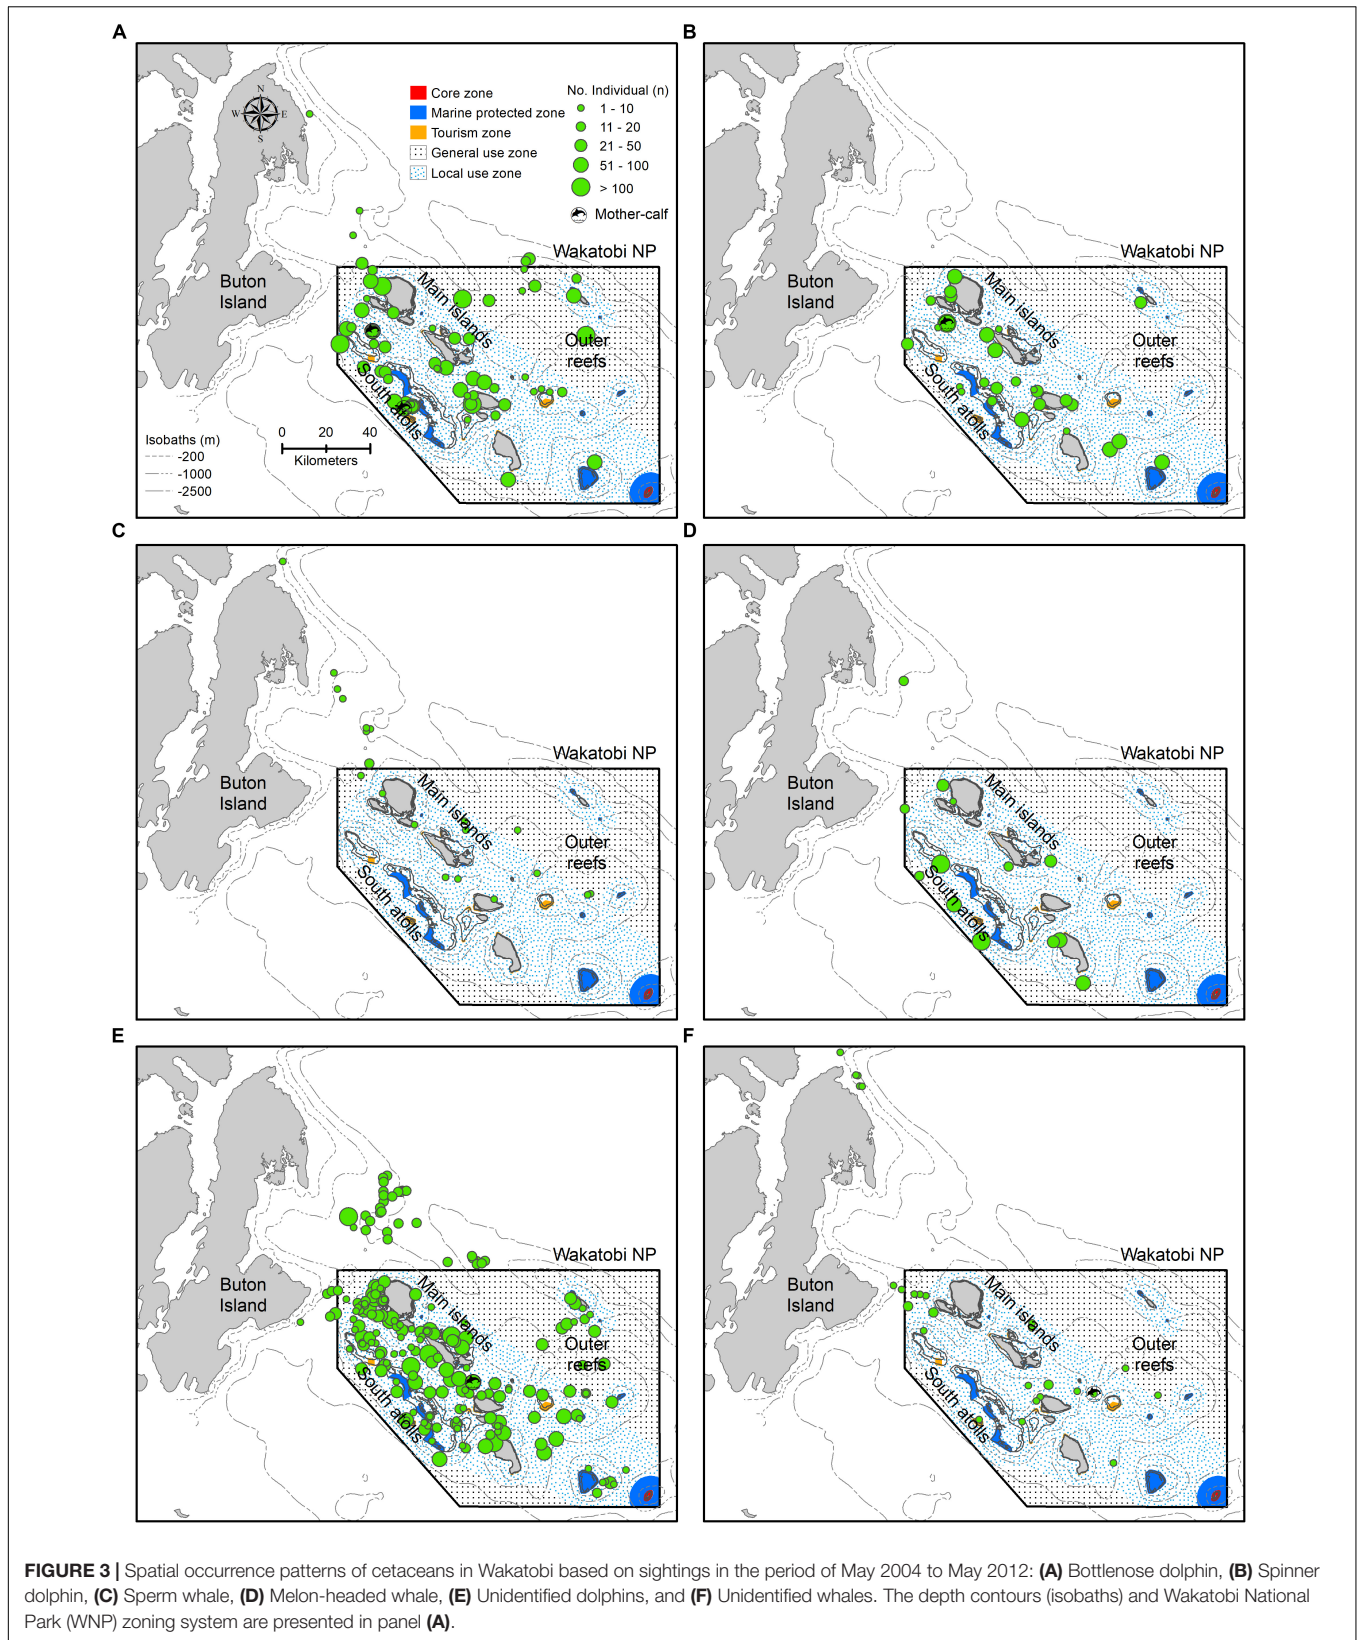 A
N
W E
S
Core zone
Marine protected zone
Tourism zone
General use zone
Local use zone
No. Individual (n)
1 - 10
11 - 20
21 - 50
51 - 100
> 100
Mother-calf
Wakatobi NP
Buton
Island
Main islands
Outer
reefs
South atolls
Isobaths (m)
-200
-1000
-2500
0 20 40
Kilometers
B
Wakatobi NP
Buton
Island
Main islands
Outer
reefs
South atolls
C
Wakatobi NP
Buton
Island
Main islands
Outer
reefs
South atolls
D
Wakatobi NP
Buton
Island
Main islands
Outer
reefs
South atolls
E
Wakatobi NP
Buton
Island
Main islands
Outer
reefs
South atolls
F
Wakatobi NP
Buton
Island
Main islands
Outer
reefs
South atolls
FIGURE 3 | Spatial occurrence patterns of cetaceans in Wakatobi based on sightings in the period of May 2004 to May 2012: (A) Bottlenose dolphin, (B) Spinner
dolphin, (C) Sperm whale, (D) Melon-headed whale, (E) Unidentified dolphins, and (F) Unidentified whales. The depth contours (isobaths) and Wakatobi National
Park (WNP) zoning system are presented in panel (A).